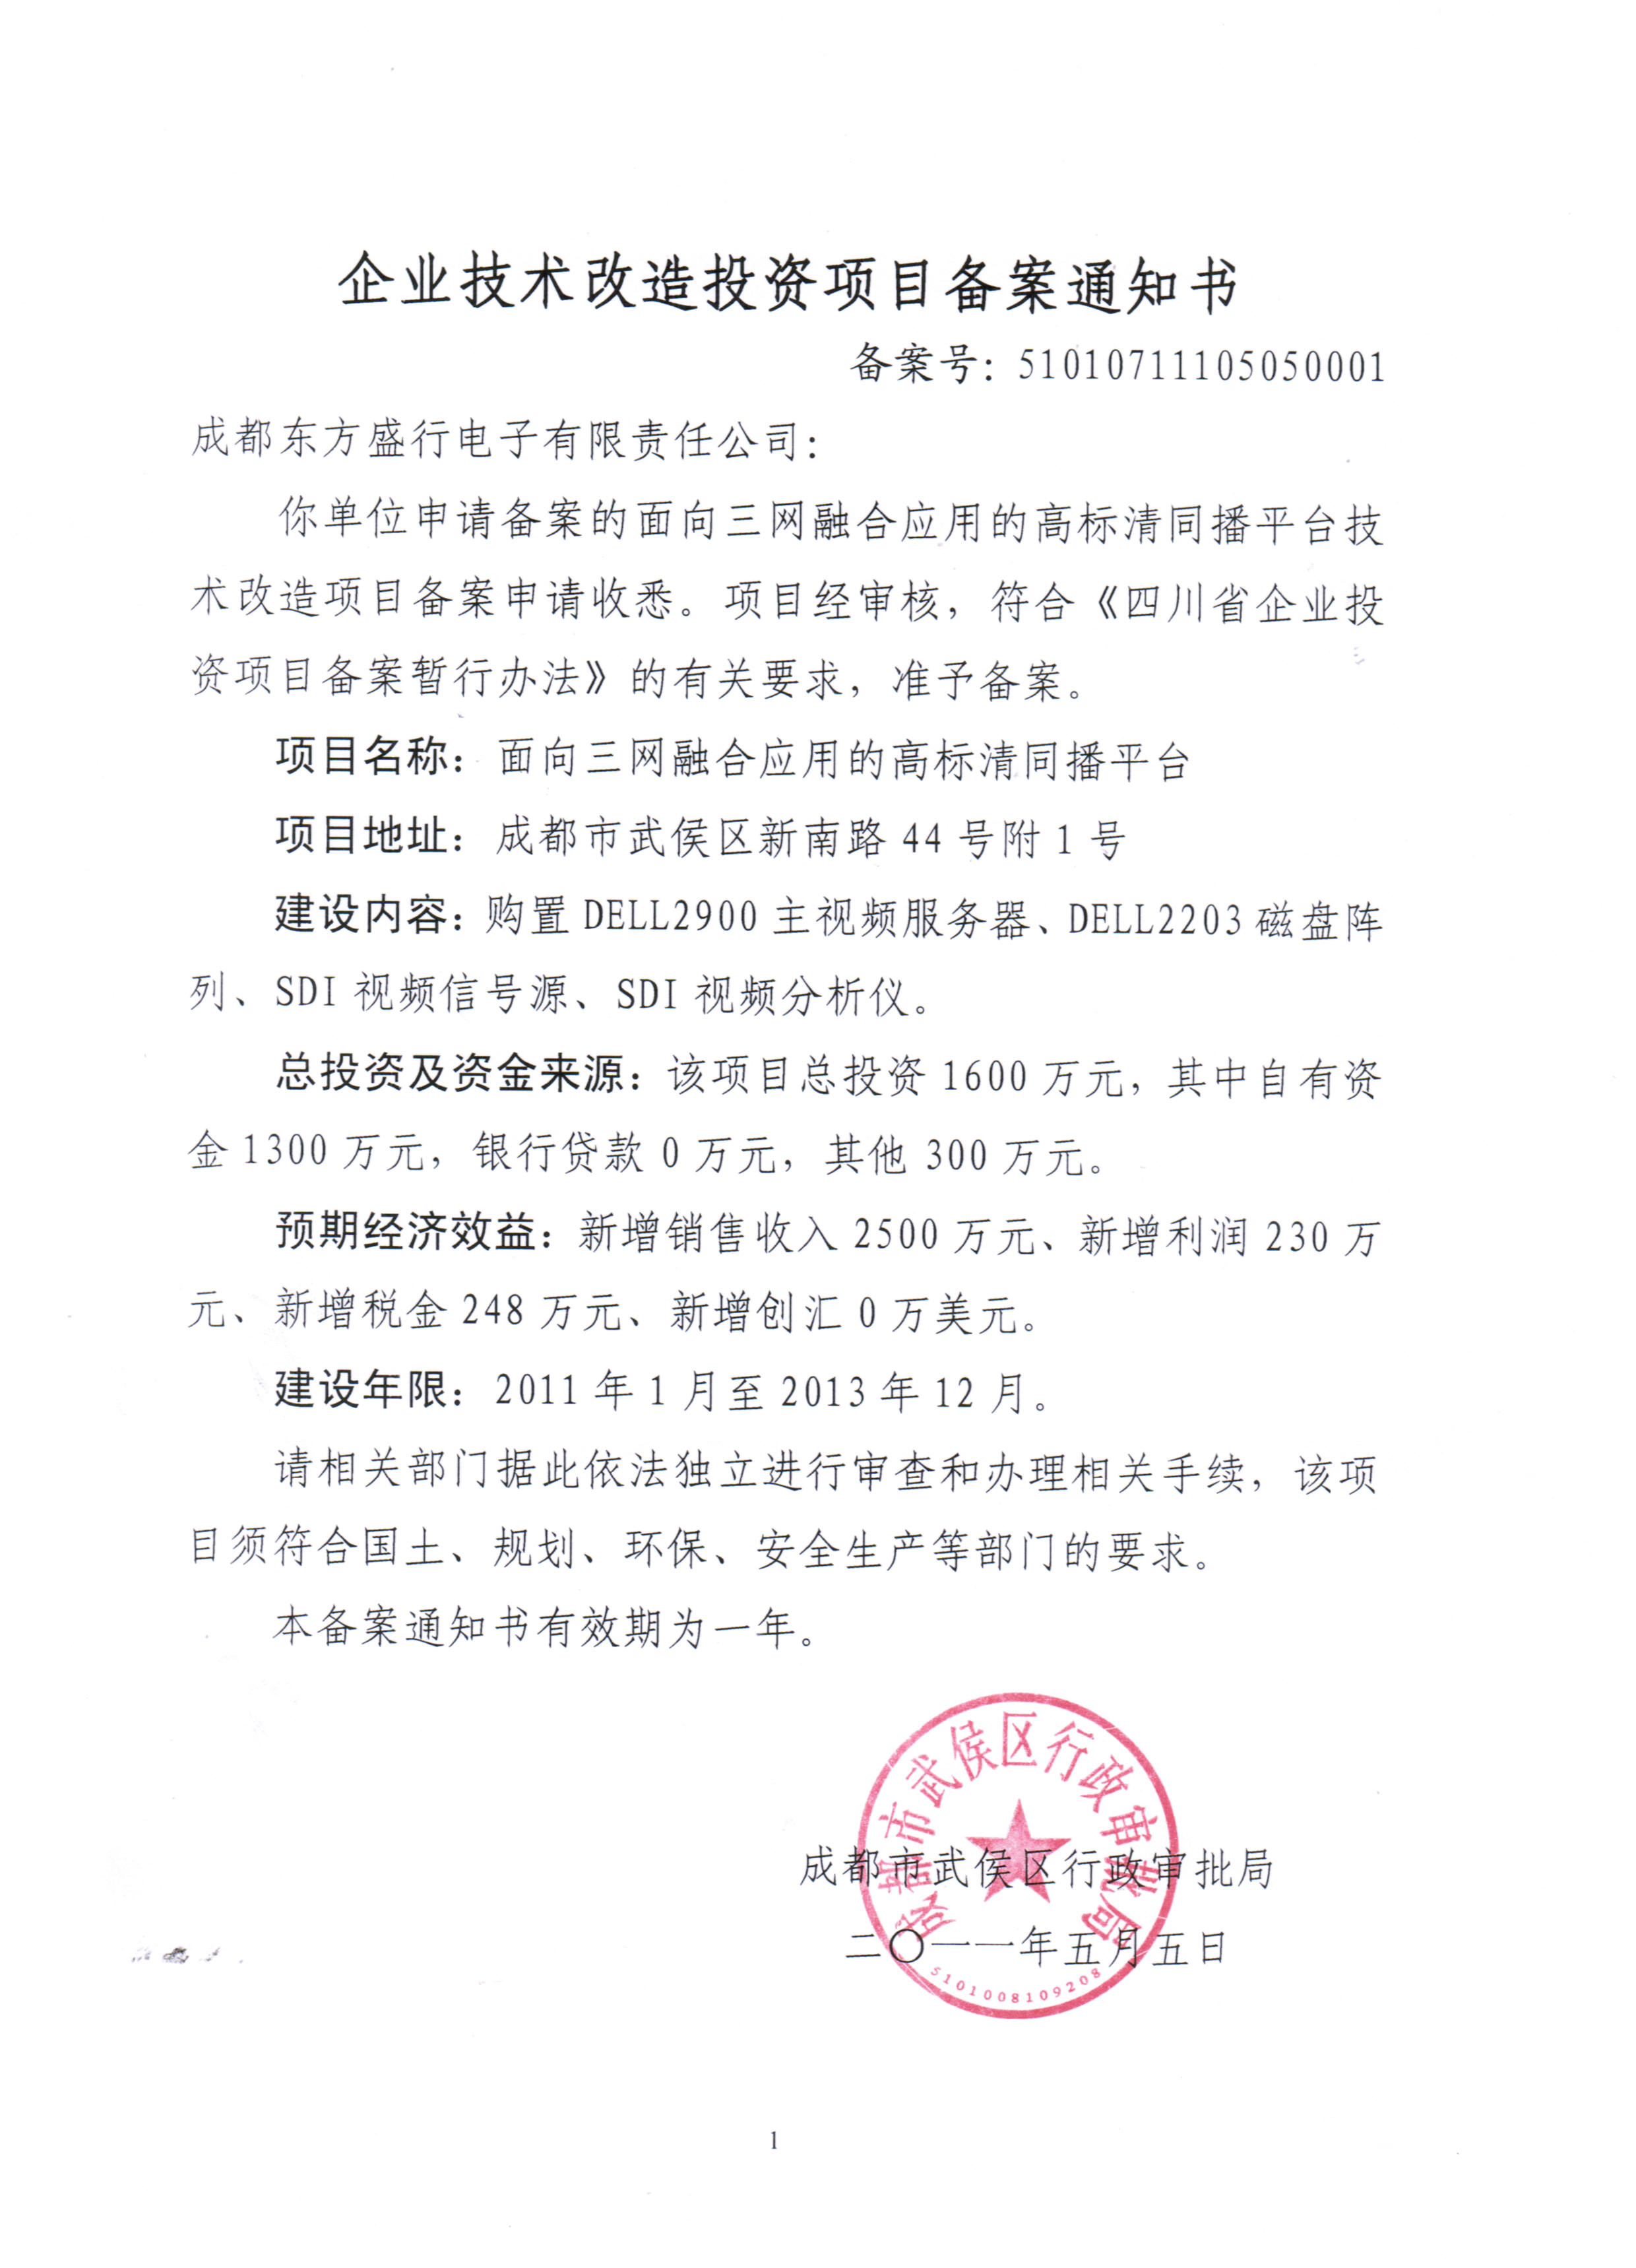 企业技术改造投资项目备案通知书
备案号：51010711105050001
成都东方盛行电子有限责任公司：
你单位申请备案的面向三网融合应用的高标清同播平台技
术改造项目备案申请收悉。项目经审核，符合《四川省企业投
资项目备案暂行办法》的有关要求，准予备案。
项目名称：面向三网融合应用的高标清同播平台
项目地址：成都市武侯区新南路 44 号附 1 号
建设内容：购置 DELL2900 主视频服务器、DELL2203 磁盘阵
列、SDI 视频信号源、SDI 视频分析仪。
总投资及资金来源：该项目总投资 1600 万元，其中自有资
金 1300 万元，银行贷款 0 万元，其他 300 万元。
预期经济效益：新增销售收入 2500 万元、新增利润 230 万
元、新增税金 248 万元、新增创汇 0 万美元。
建设年限：2011 年 1 月至 2013 年 12 月。
请相关部门据此依法独立进行审查和办理相关手续，该项
目须符合国土、规划、环保、安全生产等部门的要求。
本备案通知书有效期为一年。
成都市武侯区行政审批局
成都市武侯区行政审批局
二〇一一年五月五日
5101008109208
1